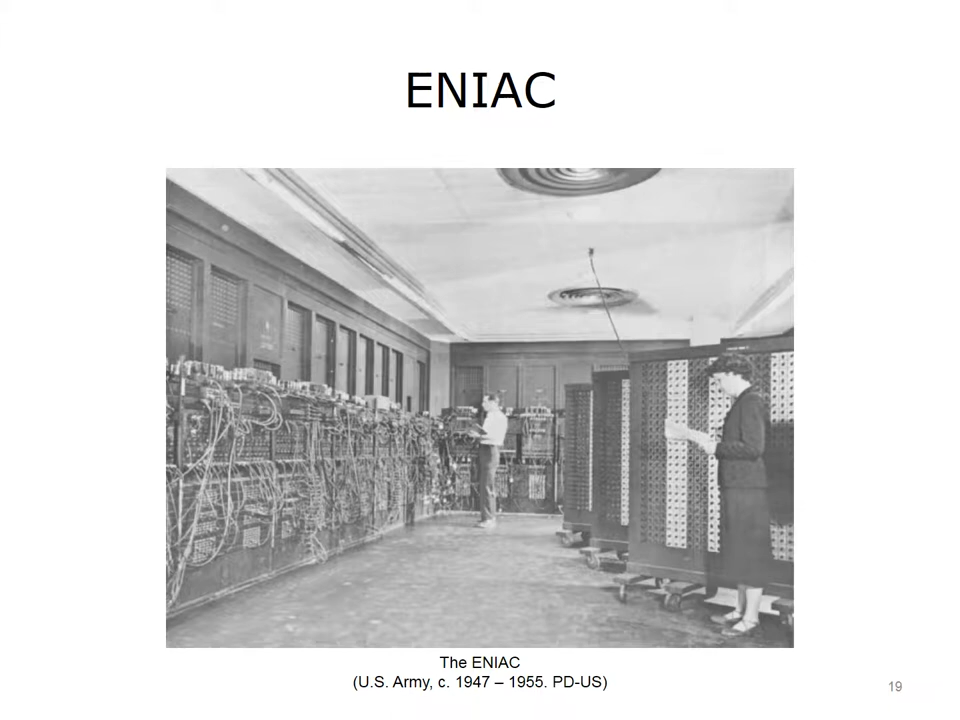 ENIAC
The ENIAC
(U.S. Army, c. 1947 – 1955. PD-US)
19